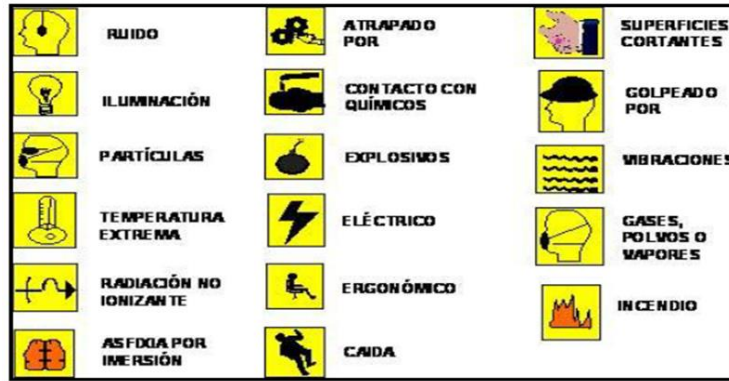 RUIDO
ILUMINACIÓN
PARTÍCULAS
TEMPERATURA
EXTREMA
RADIACIÓN NO
IONIZANTE
ASFIXIA POR
IMERSIÓN
ATRAPADO
POR
CONTACTO CON
QUÍMICOS
EXPLOSIVOS
ELÉCTRICO
ERGONÓMICO
CAIDA
SUPERFICIES
CORTANTES
GOLPEADO
POR
VIBRACIONES
GASES,
POLVOS O
VAPORES
INCENDIO